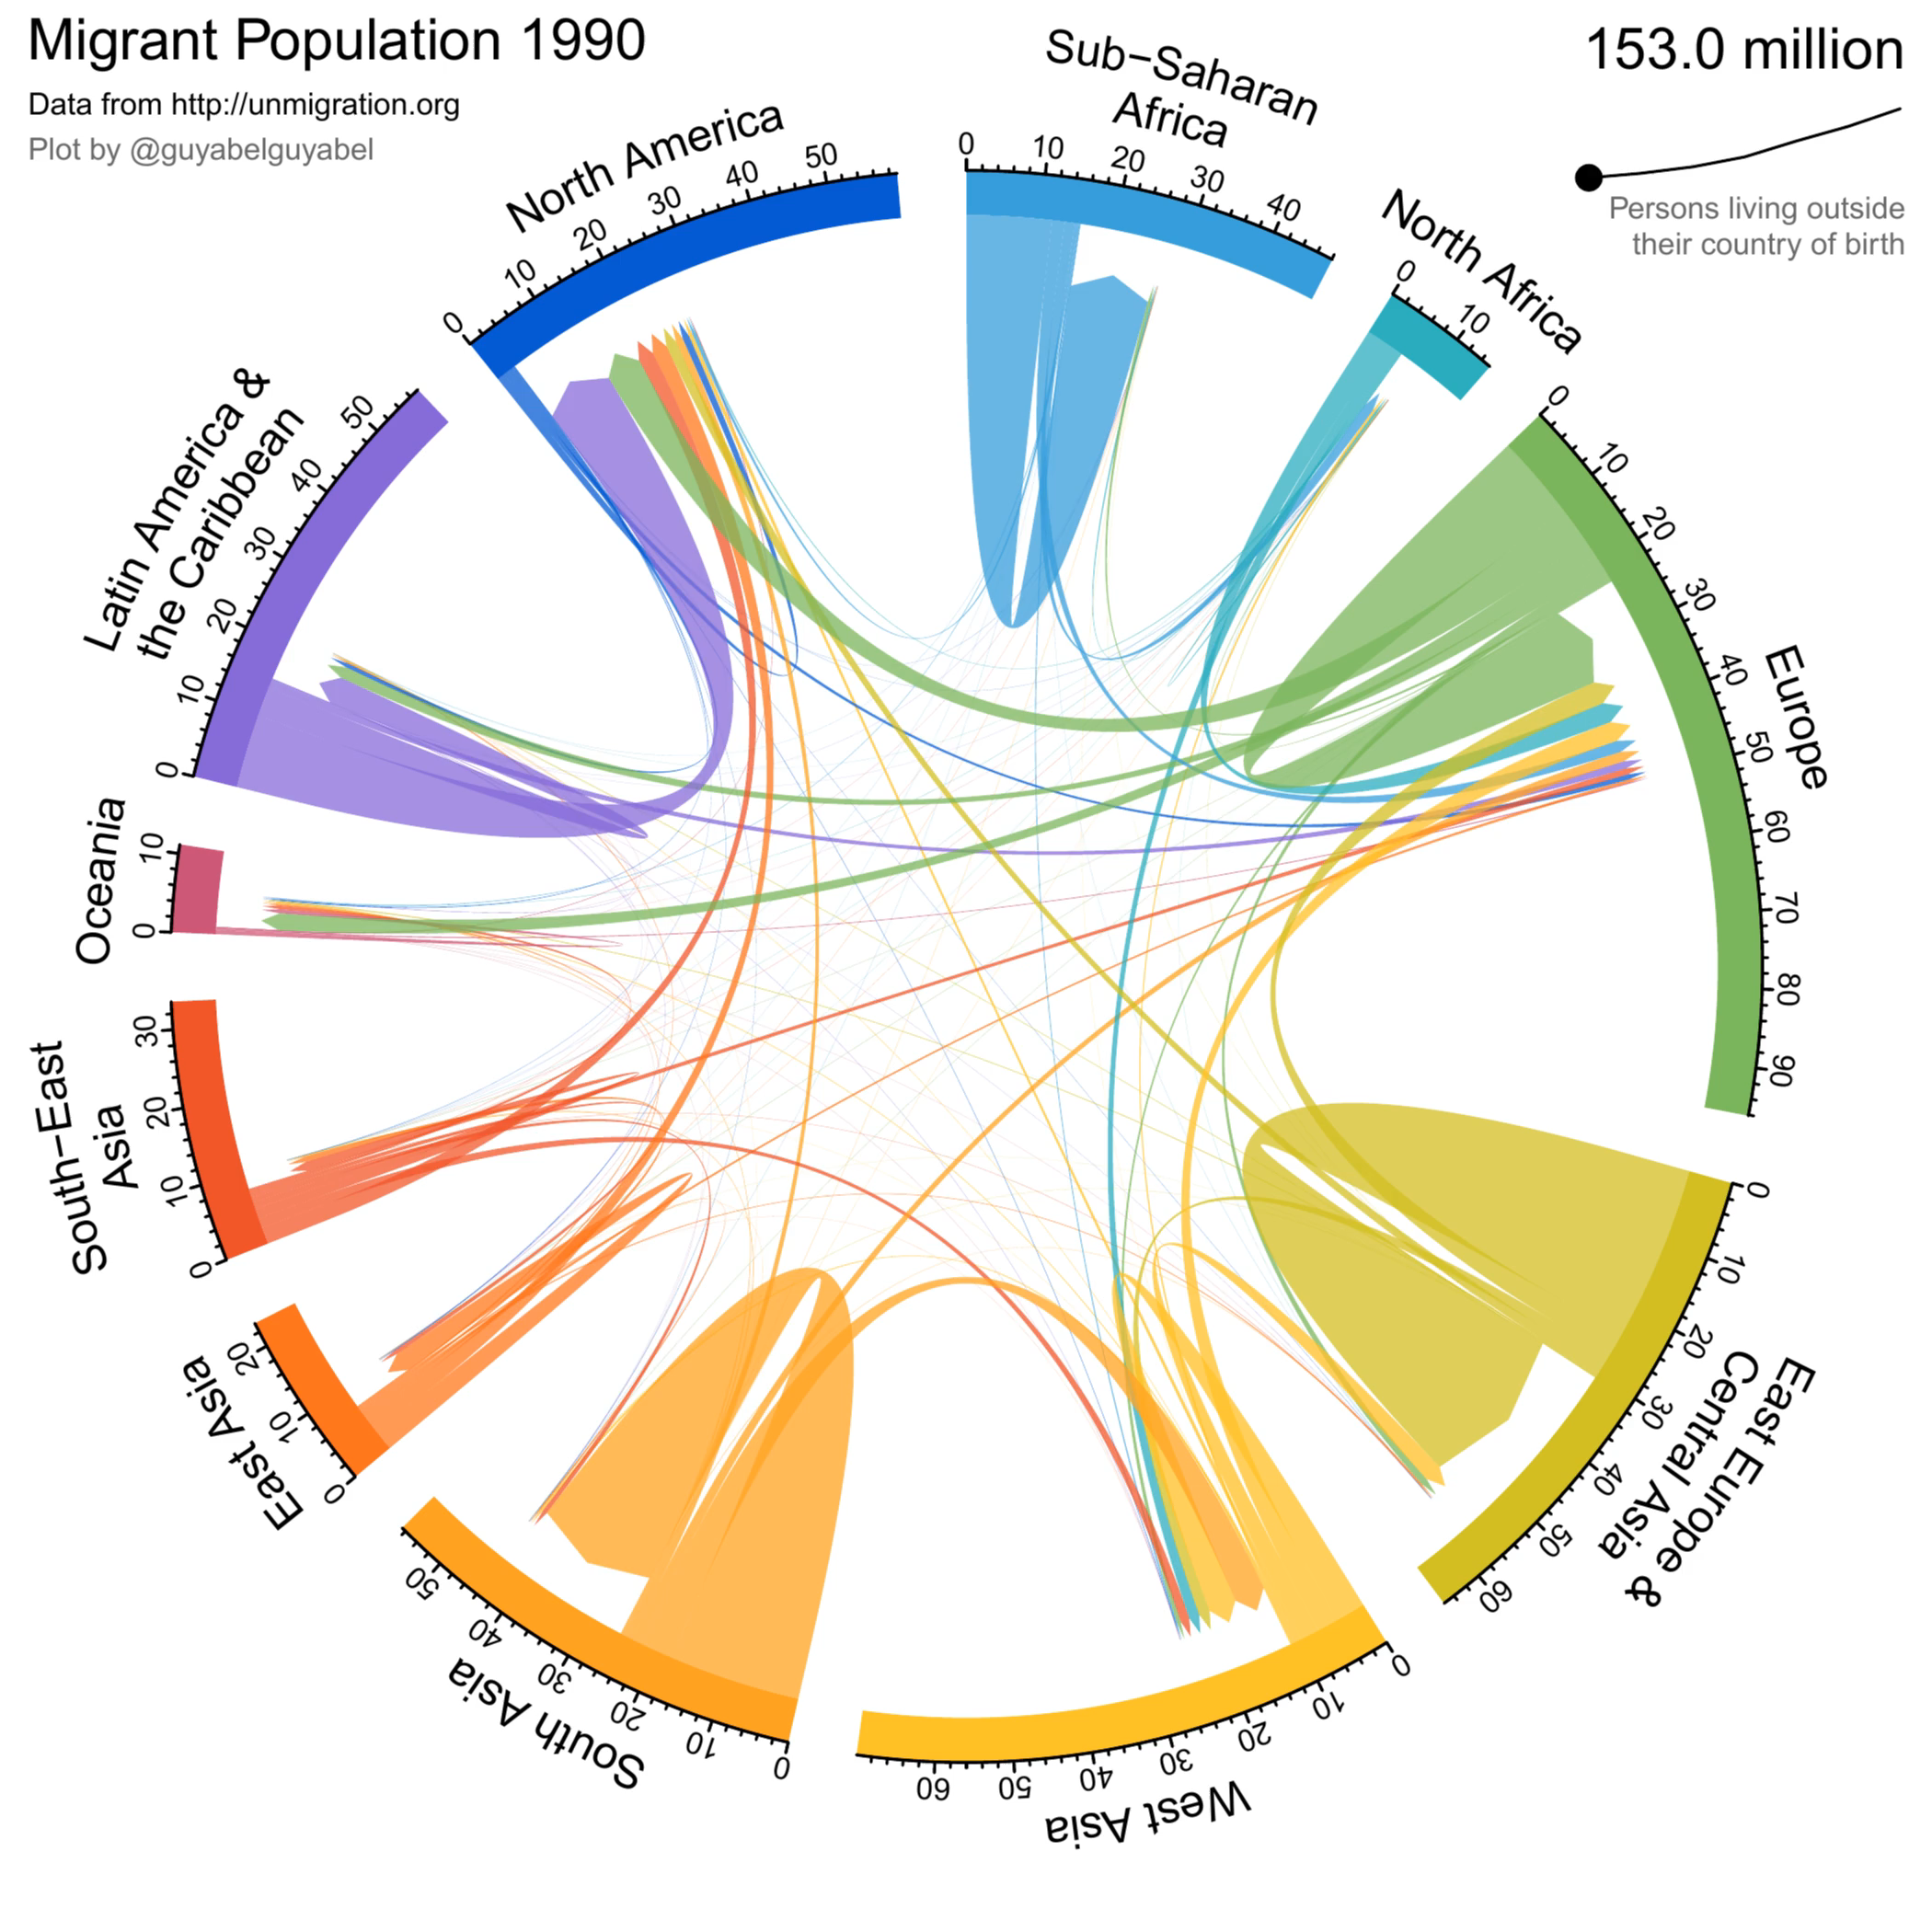 Migrant Population 1990
Data from http://unmigration.org
Plot by @guyabelguyabel
153.0 million
Persons living outside
their country of birth
Sub-Saharan
Africa
0 10 20 30 40
North Africa
0 10
Europe
0 10 20 30 40 50 60 70 80 90
East Europe &
Central Asia
0 10 20 30 40 50 60
West Asia
0 10 20 30 40 50 60
South Asia
0 10 20 30 40 50
East Asia
0 10 20
South-East
Asia
0 10 20 30
Oceania
0 10
Latin America &
the Caribbean
0 10 20 30 40 50
North America
0 10 20 30 40 50